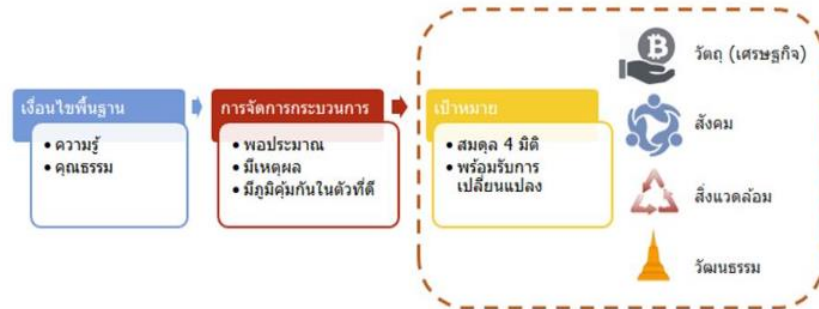 เงื่อนไขพื้นฐาน
• ความรู้
• คุณธรรม
การจัดการกระบวนการ
• พอประมาณ
• มีเหตุผล
• มีภูมิคุ้มกันในตัวที่ดี
เป้าหมาย
• สมดุล 4 มิติ
• พร้อมรับการ
เปลี่ยนแปลง
วัตถุ (เศรษฐกิจ)
สังคม
สิ่งแวดล้อม
วัฒนธรรม